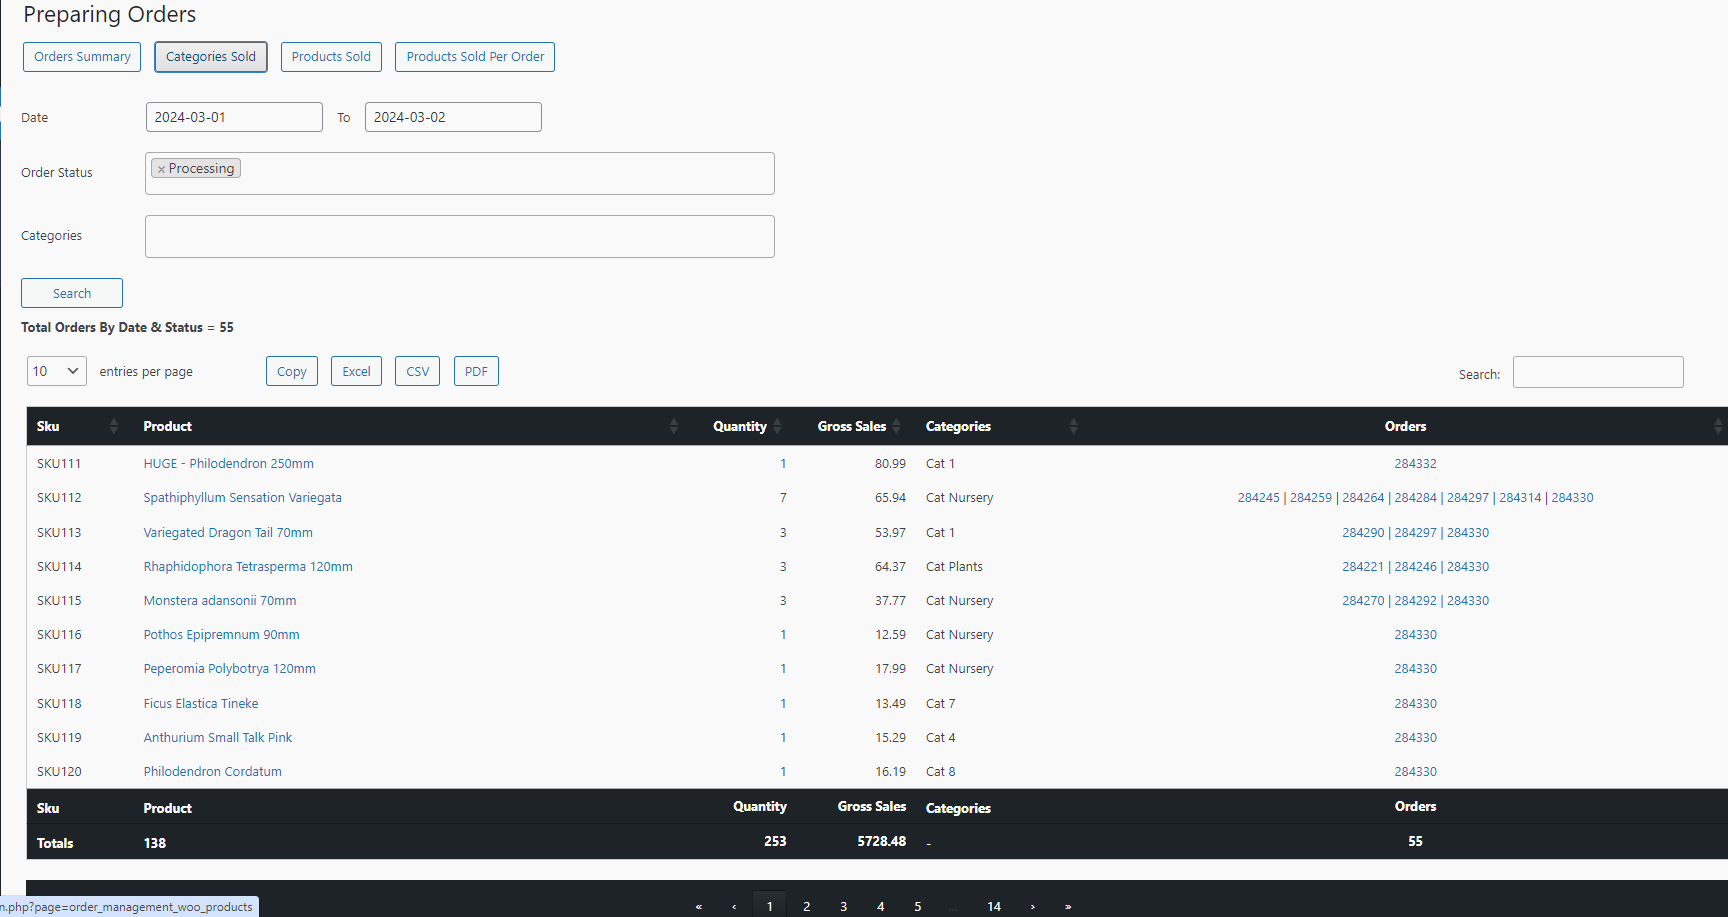 Preparing Orders
Orders Summary Categories Sold Products Sold Products Sold Per Order
Date 2024-03-01 To 2024-03-02
Order Status × Processing
Categories
Search
Total Orders By Date & Status = 55
10 entries per page Copy Excel CSV PDF Search:
Sku Product Quantity Gross Sales Categories Orders
SKU111 HUGE - Philodendron 250mm 1 80.99 Cat 1 284332
SKU112 Spathiphyllum Sensation Variegata 7 65.94 Cat Nursery 284245 | 284259 | 284264 | 284284 | 284297 | 284314 | 284330
SKU113 Variegated Dragon Tail 70mm 3 53.97 Cat 1 284290 | 284297 | 284330
SKU114 Rhaphidophora Tetrasperma 120mm 3 64.37 Cat Plants 284221 | 284246 | 284330
SKU115 Monstera adansonii 70mm 3 37.77 Cat Nursery 284270 | 284292 | 284330
SKU116 Pothos Epipremnum 90mm 1 12.59 Cat Nursery 284330
SKU117 Peperomia Polybotrya 120mm 1 17.99 Cat Nursery 284330
SKU118 Ficus Elastica Tineke 1 13.49 Cat 7 284330
SKU119 Anthurium Small Talk Pink 1 15.29 Cat 4 284330
SKU120 Philodendron Cordatum 1 16.19 Cat 8 284330
Sku Product Quantity Gross Sales Categories Orders
Totals 138 253 5728.48 - 55
« ‹ 1 2 3 4 5 … 14 › »
n.php?page=order_management_woo_products